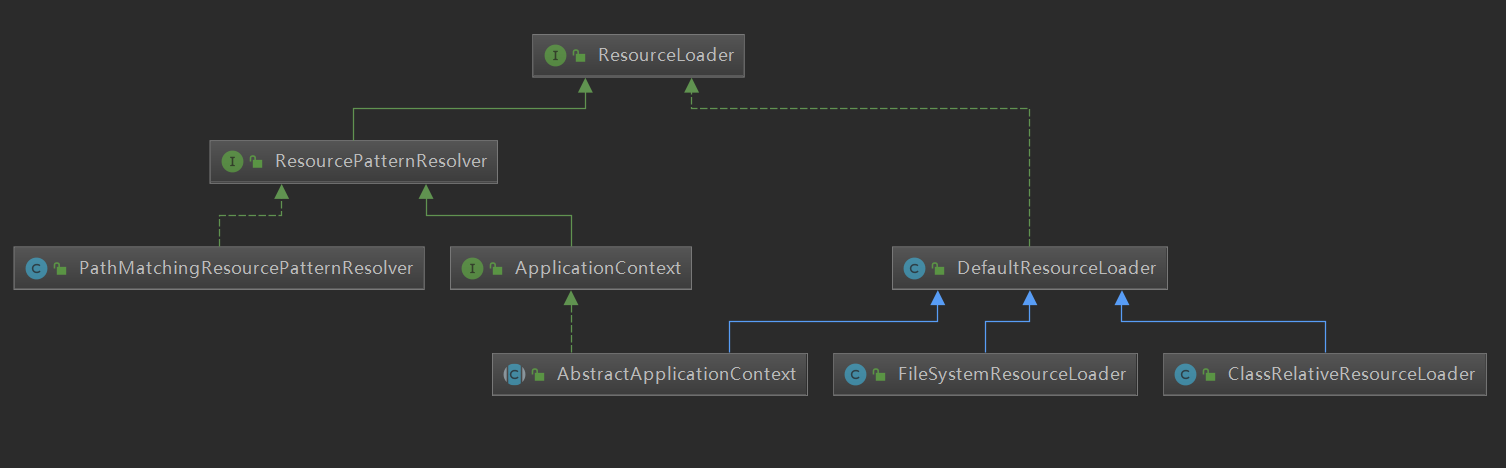 I ResourceLoader
I ResourcePatternResolver
C PathMatchingResourcePatternResolver
I ApplicationContext
C DefaultResourceLoader
C AbstractApplicationContext
C FileSystemResourceLoader
C ClassRelativeResourceLoader